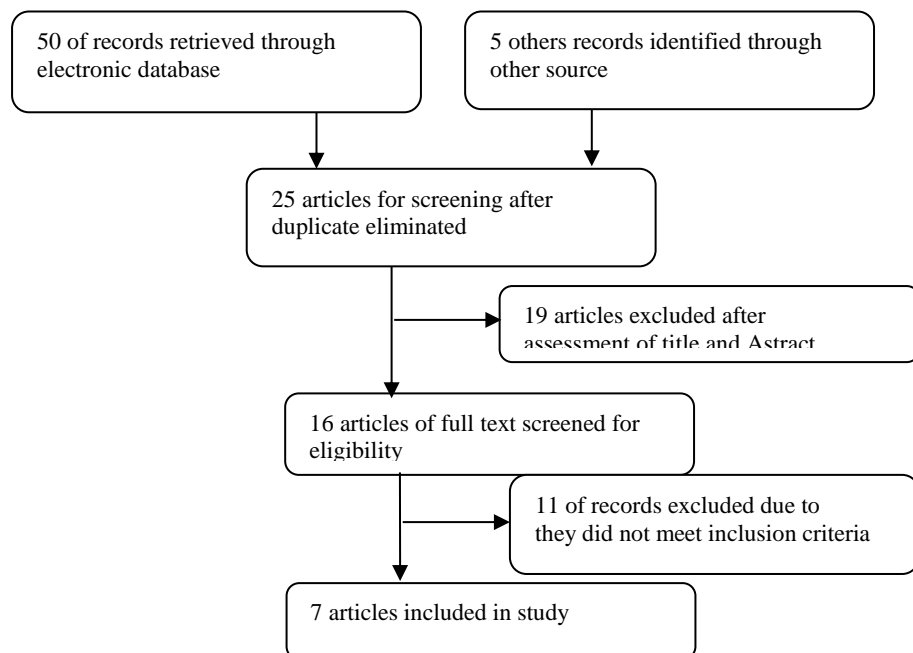 50 of records retrieved through
electronic database
5 others records identified through
other source
25 articles for screening after
duplicate eliminated
19 articles excluded after
assessment of title and Astract
16 articles of full text screened for
eligibility
11 of records excluded due to
they did not meet inclusion criteria
7 articles included in study